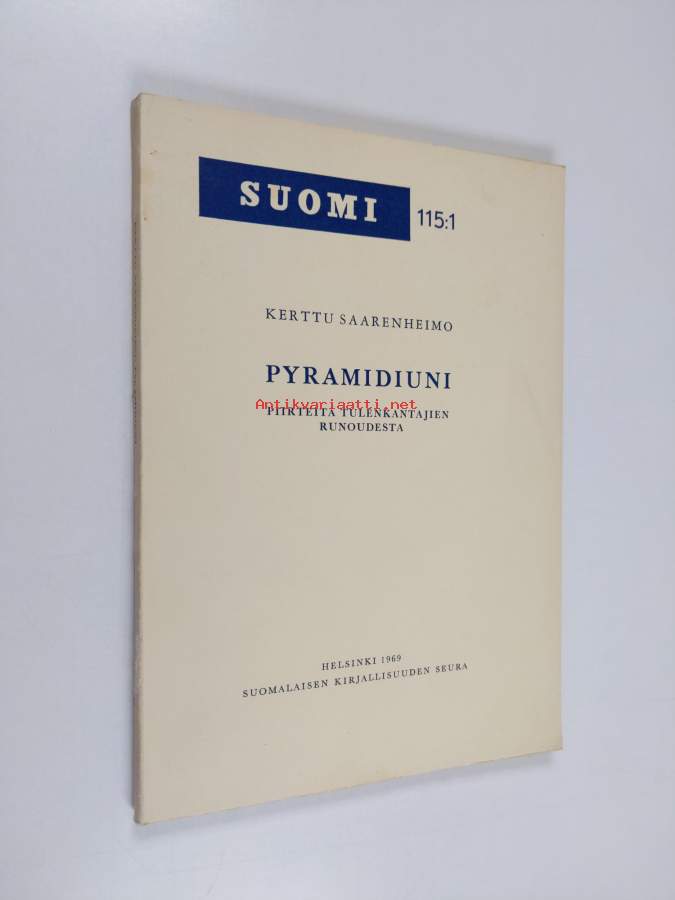 SUOMI 115:1
KERTTU SAARENHEIMO
PYRAMIDIUNI
Antikvariaatti.net
PIIRTEITÄ TULENKANTAJIEN
RUNOUDESTA
HELSINKI 1969
SUOMALAISEN KIRJALLISUUDEN SEURA